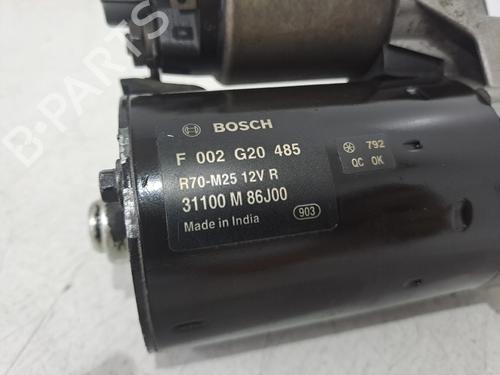 B-PARTS
BOSCH
F 002 G20 485
R70-M25 12V R
31100 M 86J00
Made in India
903
792
QC OK